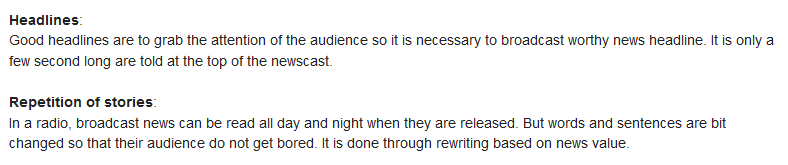 Headlines:
Good headlines are to grab the attention of the audience so it is necessary to broadcast worthy news headline. It is only a
few second long are told at the top of the newscast.
Repetition of stories:
In a radio, broadcast news can be read all day and night when they are released. But words and sentences are bit
changed so that their audience do not get bored. It is done through rewriting based on news value.